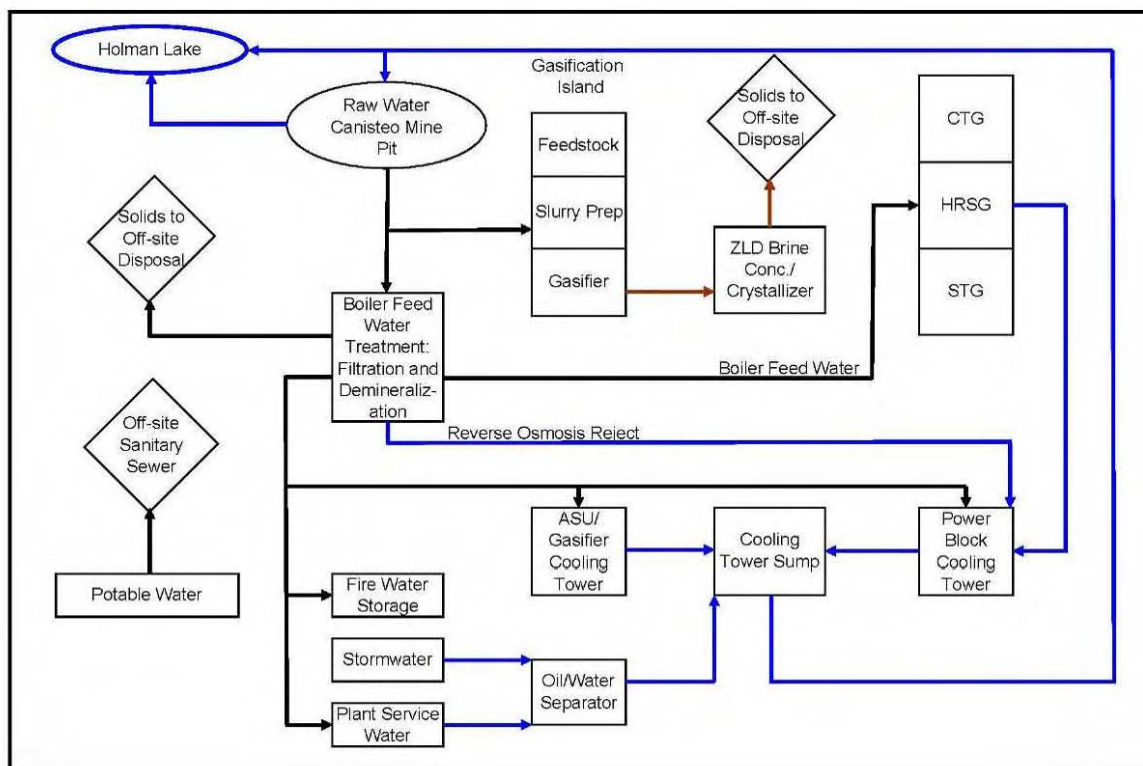 Holman Lake
Raw Water
Canisteo Mine
Pit
Gasification
Island
Feedstock
Slurry Prep
Gasifier
Solids to
Off-site
Disposal
ZLD Brine
Conc./
Crystallizer
CTG
HRSG
STG
Solids to
Off-site
Disposal
Boiler Feed
Water
Treatment:
Filtration and
Demineraliz-
ation
Boiler Feed Water
Reverse Osmosis Reject
Off-site
Sanitary
Sewer
Potable Water
ASU/
Gasifier
Cooling
Tower
Cooling
Tower Sump
Power
Block
Cooling
Tower
Fire Water
Storage
Stormwater
Oil/Water
Separator
Plant Service
Water